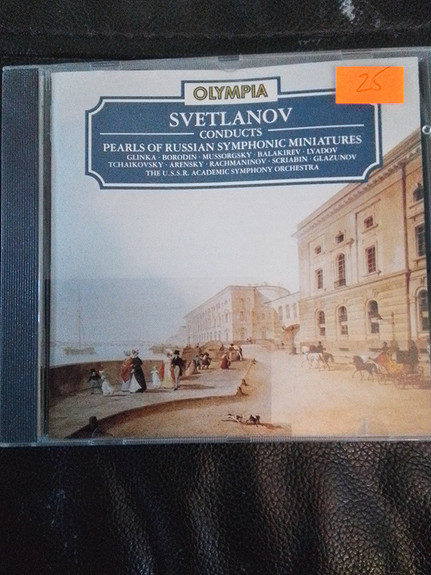 OLYMPIA
25
SVETLANOV
CONDUCTS
PEARLS OF RUSSIAN SYMPHONIC MINIATURES
GLINKA · BORODIN · MUSSORGSKY · BALAKIREV · LYADOV
TCHAIKOVSKY · ARENSKY · RACHMANINOV · SCRIABIN · GLAZUNOV
THE U.S.S.R. ACADEMIC SYMPHONY ORCHESTRA